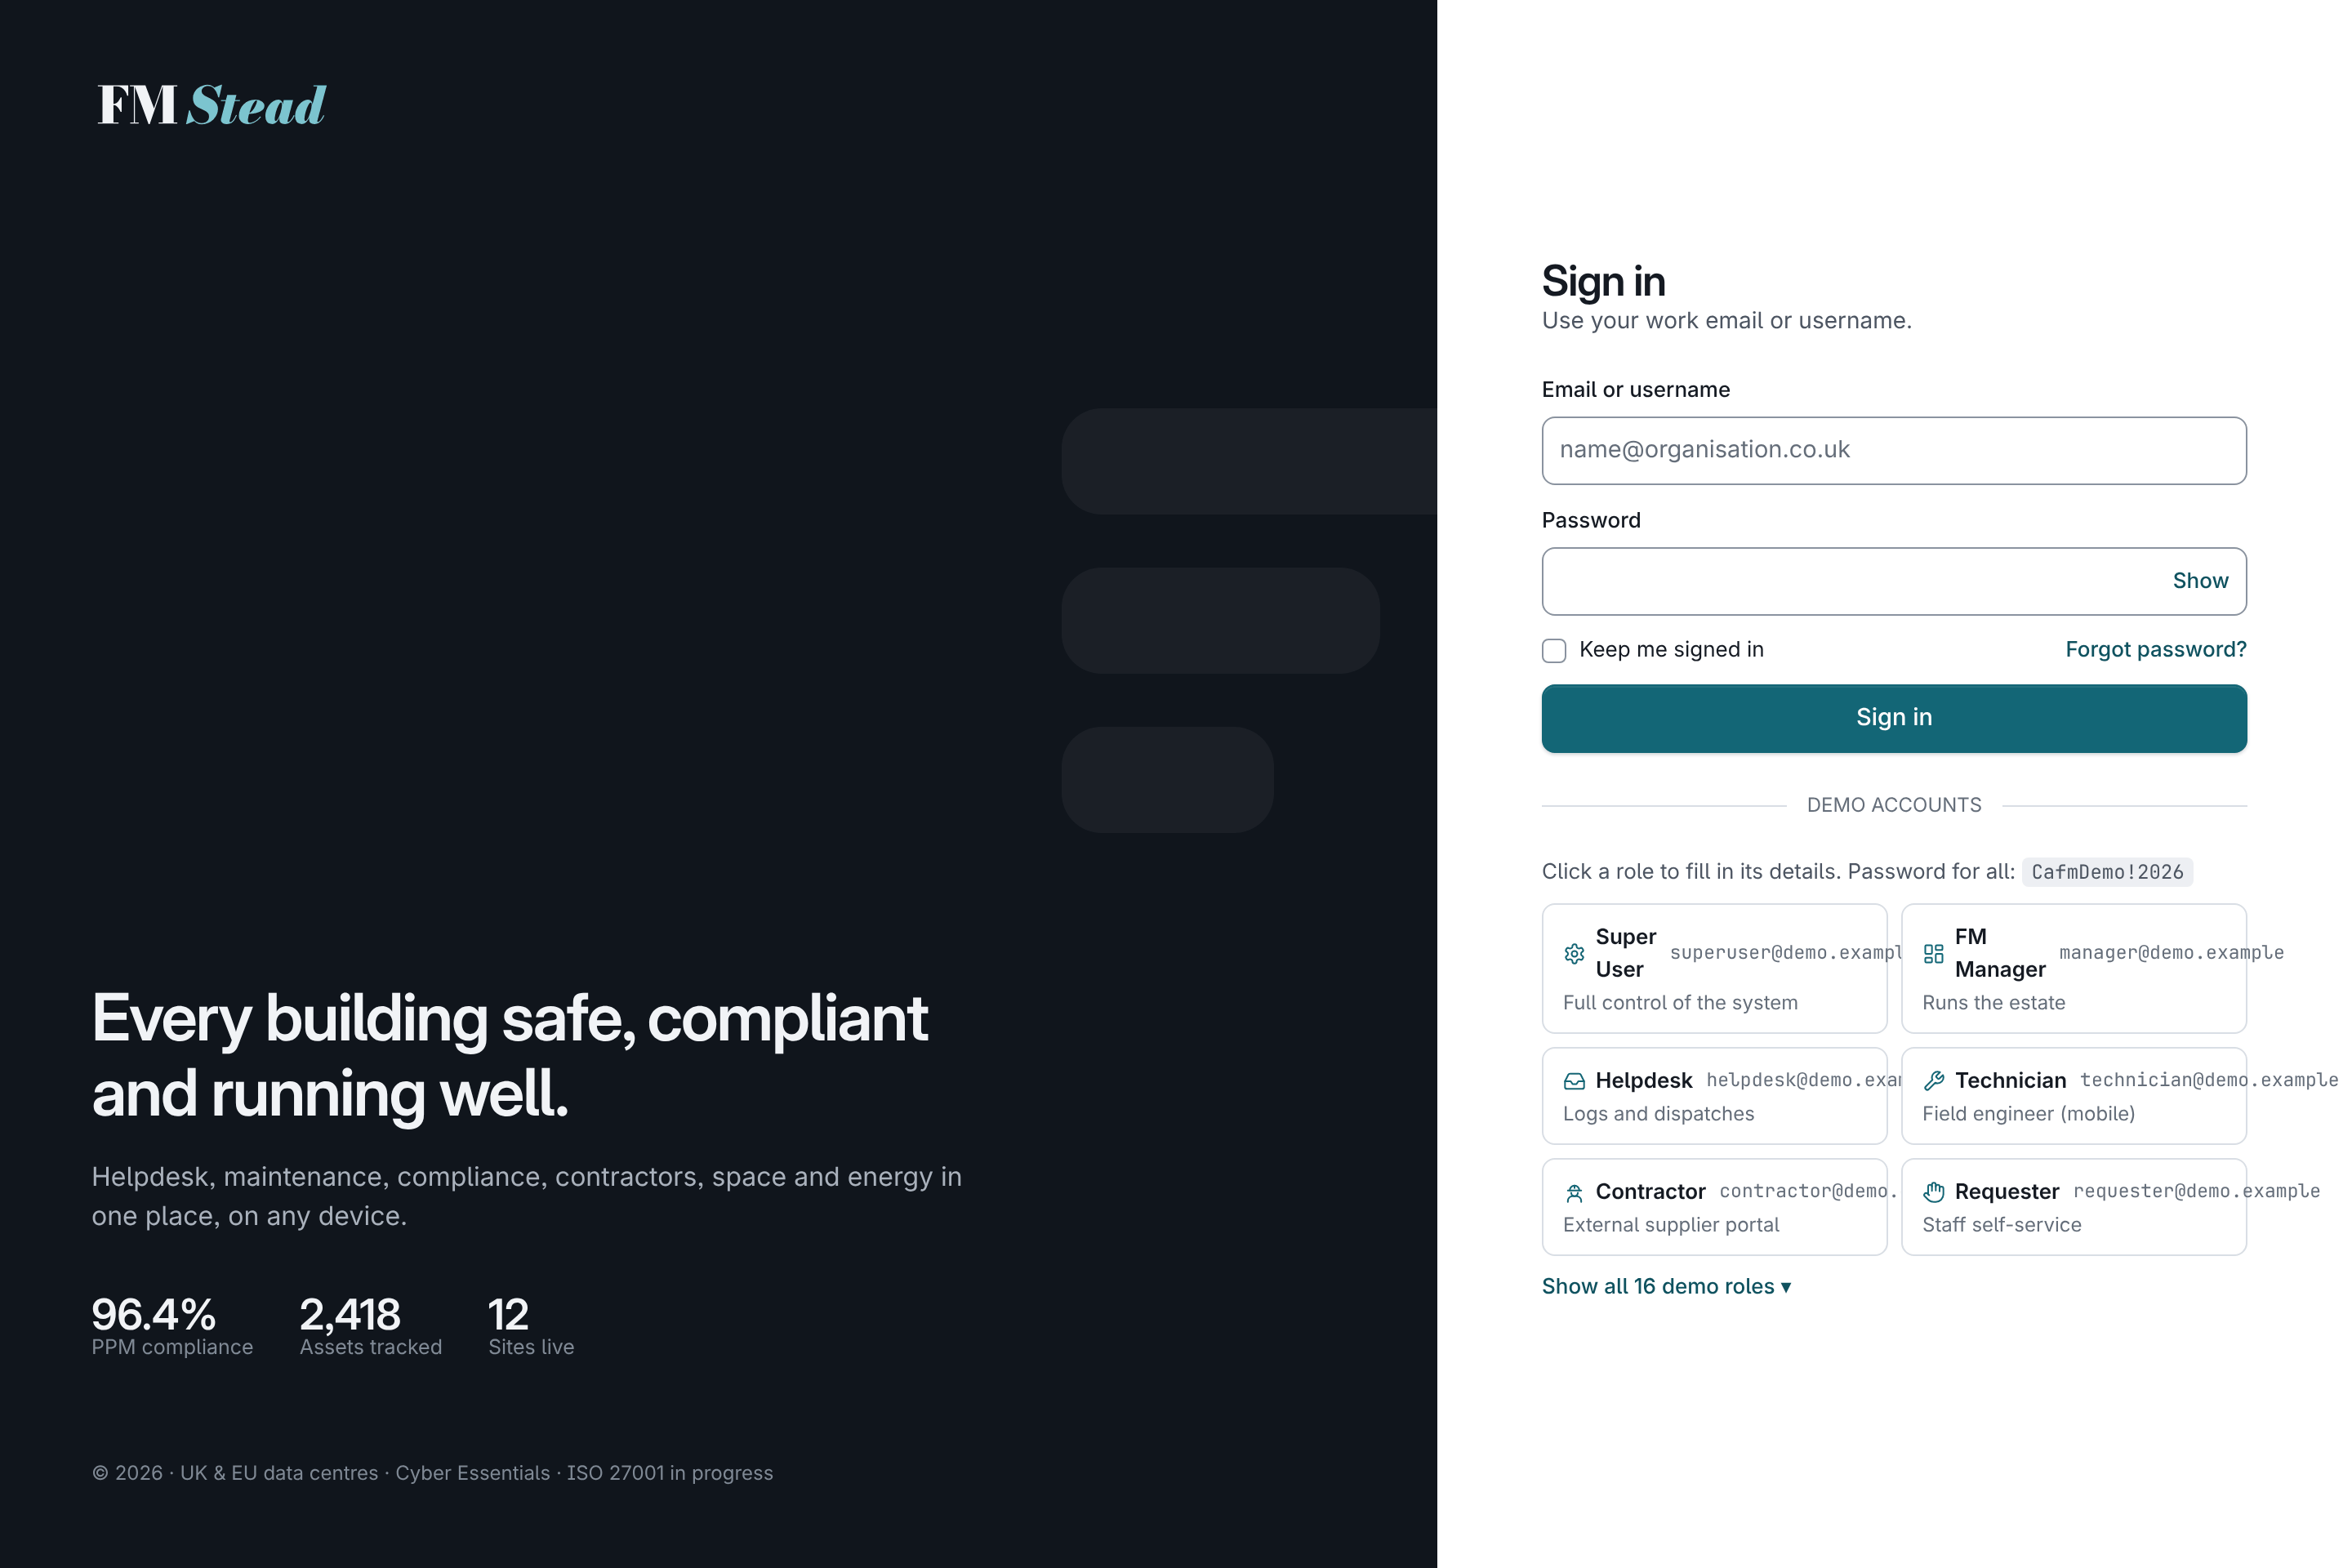 FM Stead
Every building safe, compliant
and running well.
Helpdesk, maintenance, compliance, contractors, space and energy in
one place, on any device.
96.4%
PPM compliance
2,418
Assets tracked
12
Sites live
© 2026 · UK & EU data centres · Cyber Essentials · ISO 27001 in progress
Sign in
Use your work email or username.
Email or username
name@organisation.co.uk
Password
Show
Keep me signed in
Forgot password?
Sign in
DEMO ACCOUNTS
Click a role to fill in its details. Password for all: CafmDemo!2026
Super
User
superuser@demo.exampl
Full control of the system
FM
Manager
manager@demo.example
Runs the estate
Helpdesk helpdesk@demo.exam
Logs and dispatches
Technician technician@demo.example
Field engineer (mobile)
Contractor contractor@demo.
External supplier portal
Requester requester@demo.example
Staff self-service
Show all 16 demo roles ▾